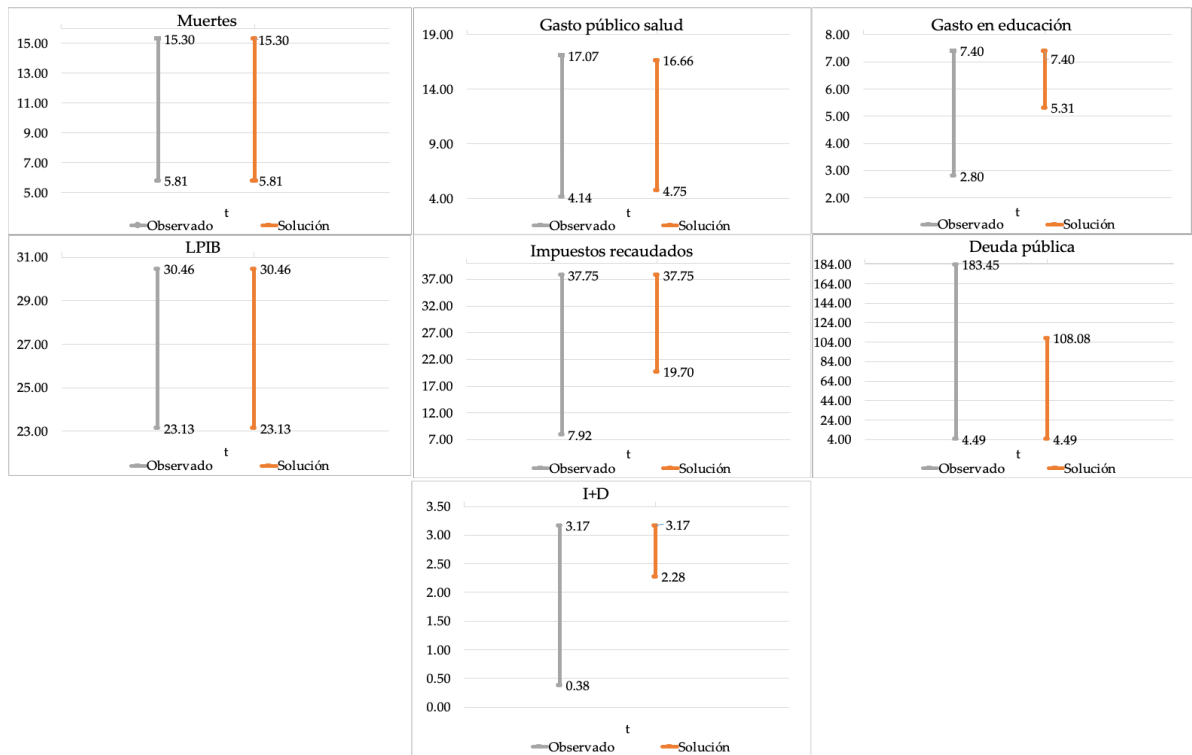 Muertes
15.00
13.00
11.00
9.00
7.00
5.00
15.30
15.30
5.81
5.81
t
Observado
Solución
Gasto público salud
19.00
14.00
9.00
4.00
17.07
16.66
4.14
4.75
t
Observado
Solución
Gasto en educación
8.00
7.00
6.00
5.00
4.00
3.00
2.00
7.40
7.40
5.31
2.80
t
Observado
Solución
LPIB
31.00
29.00
27.00
25.00
23.00
30.46
30.46
23.13
23.13
t
Observado
Solución
Impuestos recaudados
37.00
32.00
27.00
22.00
17.00
12.00
7.00
37.75
37.75
19.70
7.92
t
Observado
Solución
Deuda pública
184.00
164.00
144.00
124.00
104.00
84.00
64.00
44.00
24.00
4.00
183.45
108.08
4.49
4.49
t
Observado
Solución
I+D
3.50
3.00
2.50
2.00
1.50
1.00
0.50
0.00
3.17
3.17
2.28
0.38
t
Observado
Solución